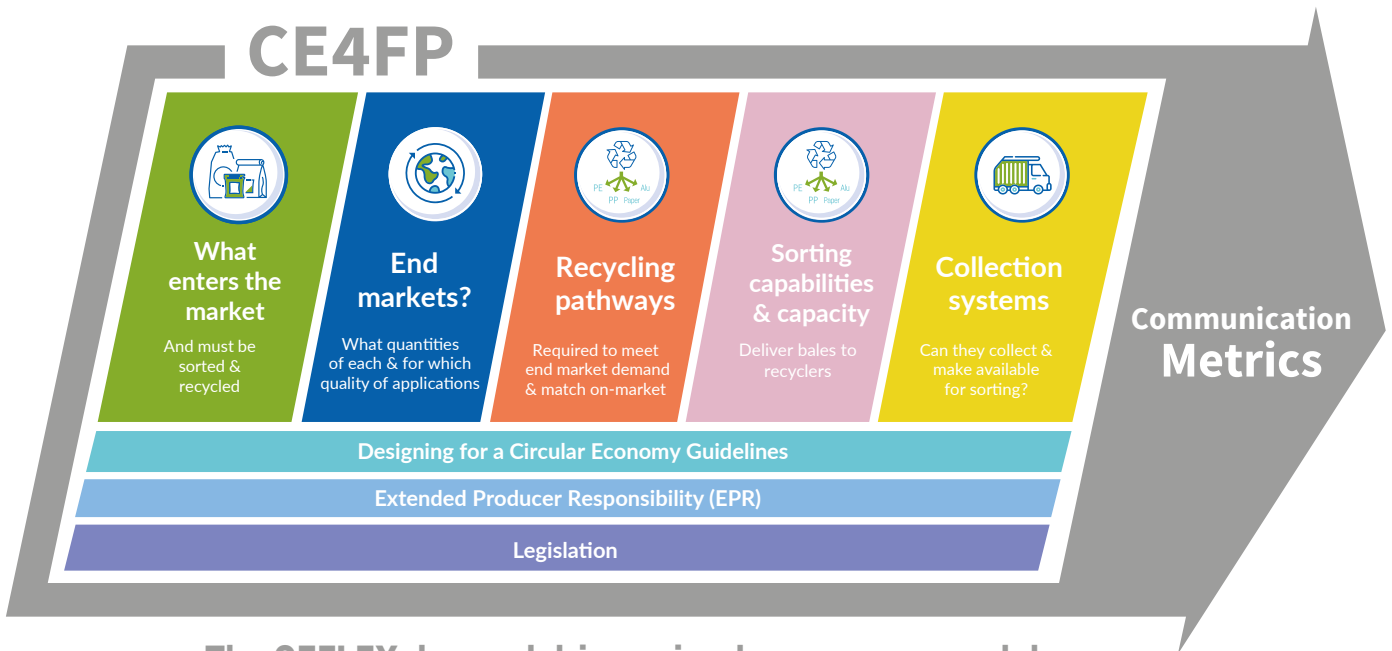 CE4FP
What
enters the
market
And must be
sorted &
recycled
End
markets?
What quantities
of each & for which
quality of applications
PE
Alu
PP
Paper
Recycling
pathways
Required to meet
end market demand
& match on-market
PE
Alu
PP
Paper
Sorting
capabilities
& capacity
Deliver bales to
recyclers
Collection
systems
Can they collect &
make available
for sorting?
Communication
Metrics
Designing for a Circular Economy Guidelines
Extended Producer Responsibility (EPR)
Legislation
The CEFLEX